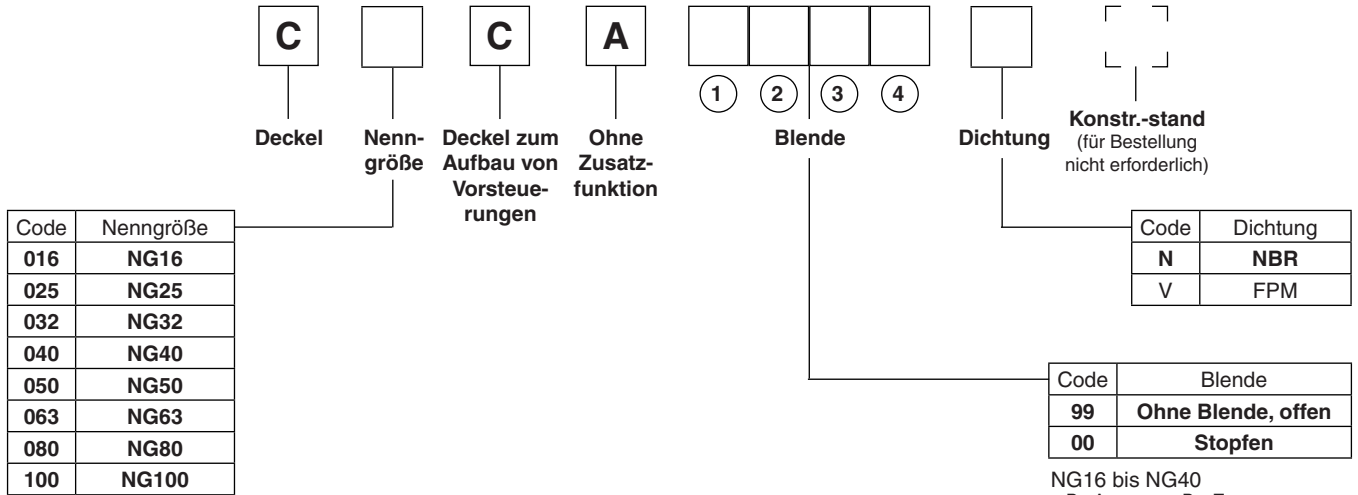 C C A
1 2 3 4
Deckel
Nenn-
größe
Deckel zum
Aufbau von
Vorsteue-
rungen
Ohne
Zusatz-
funktion
Blende
Dichtung
Konstr.-stand
(für Bestellung
nicht erforderlich)
Code Nenngröße
016 NG16
025 NG25
032 NG32
040 NG40
050 NG50
063 NG63
080 NG80
100 NG100
Code Dichtung
N NBR
V FPM
Code Blende
99 Ohne Blende, offen
00 Stopfen
NG16 bis NG40